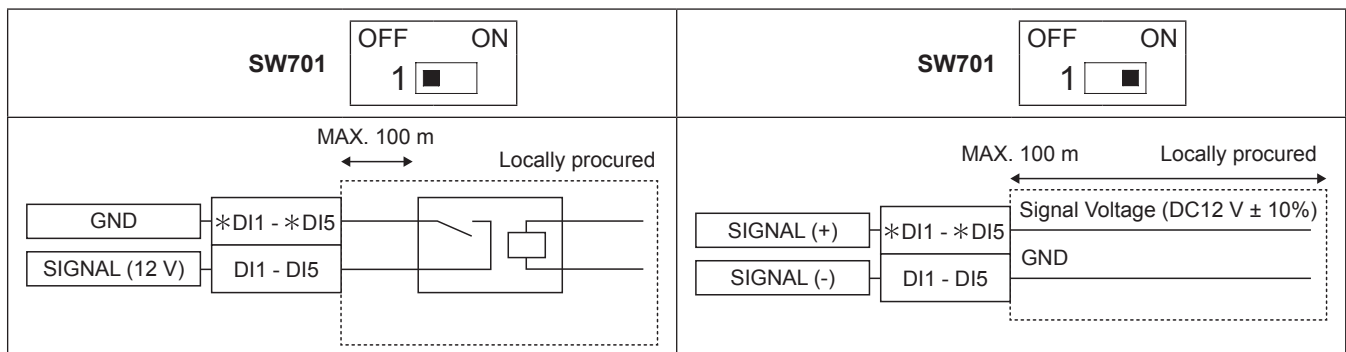 OFF ON
SW701
1
MAX. 100 m
Locally procured
GND
*DI1 - *DI5
SIGNAL (12 V)
DI1 - DI5
OFF ON
SW701
1
MAX. 100 m
Locally procured
Signal Voltage (DC12 V ± 10%)
SIGNAL (+)
*DI1 - *DI5
GND
SIGNAL (-)
DI1 - DI5